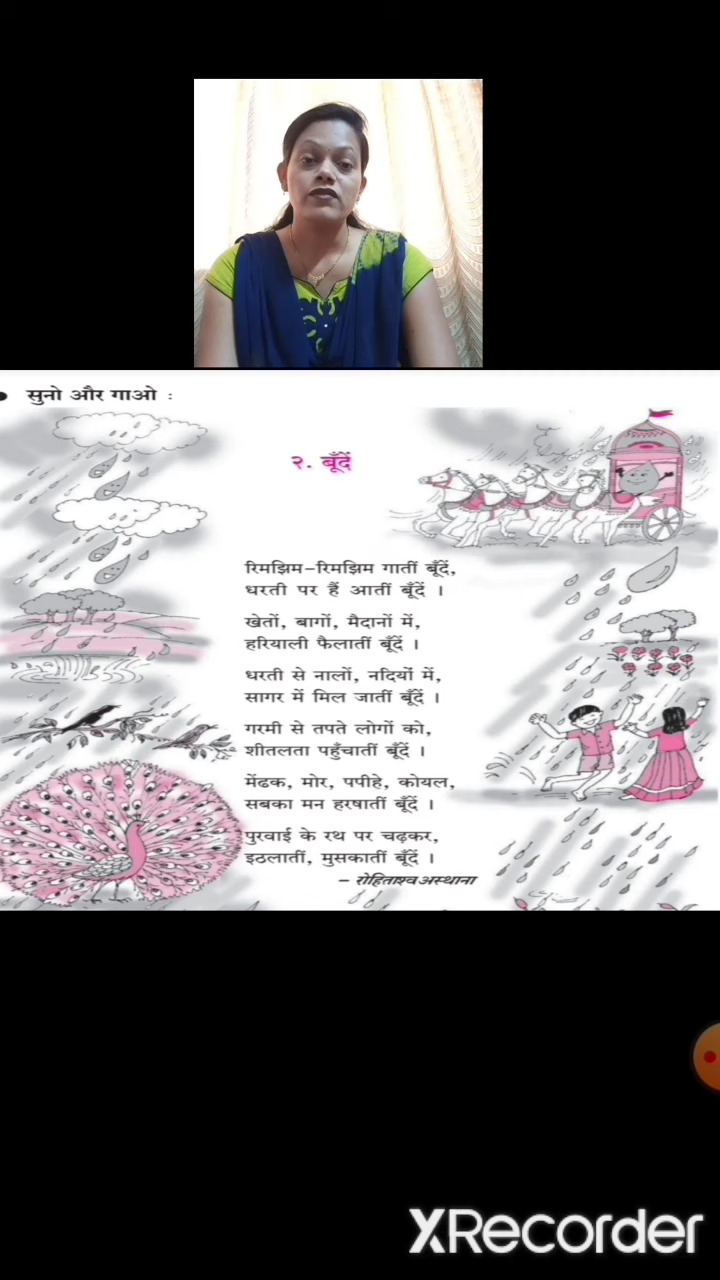 सुनो और गाओ :
२. बूँदें
रिमझिम-रिमझिम गातीं बूँदें,
धरती पर हैं आतीं बूँदें ।
खेतों, बागों, मैदानों में,
हरियाली फैलातीं बूँदें ।
धरती से नालों, नदियों में,
सागर में मिल जातीं बूँदें ।
गरमी से तपते लोगों को,
शीतलता पहुँचातीं बूँदें ।
मेंढक, मोर, पपीहे, कोयल,
सबका मन हरषातीं बूँदें ।
पुरवाई के रथ पर चढ़कर,
इठलातीं, मुसकातीं बूँदें ।
– रोहिताश्व अस्थाना
XRecorder